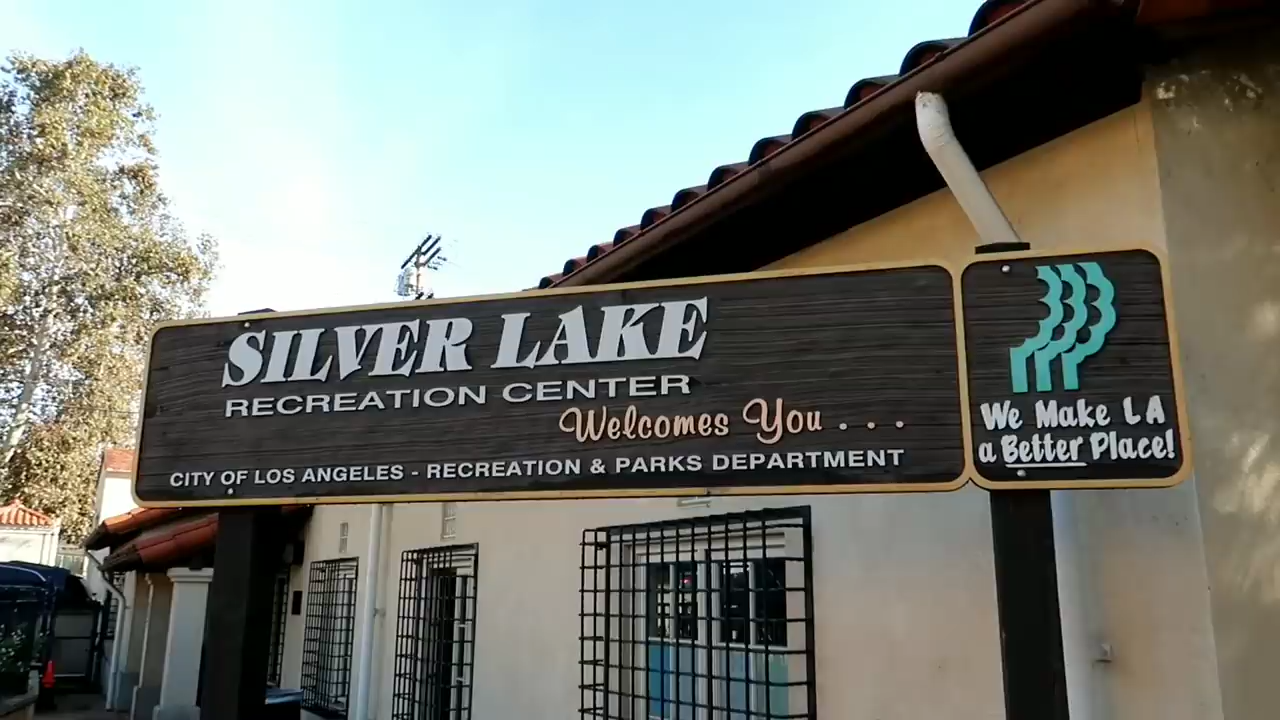 SILVER LAKE
RECREATION CENTER
Welcomes You . . .
CITY OF LOS ANGELES - RECREATION & PARKS DEPARTMENT
We Make LA
a Better Place!